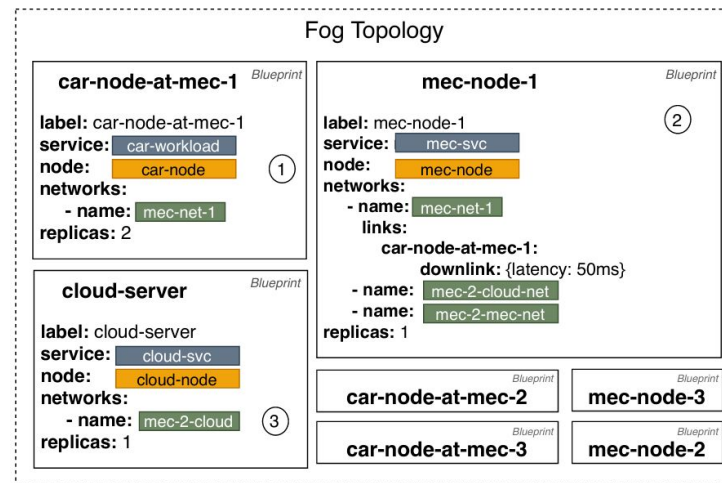 Fog Topology
Blueprint
car-node-at-mec-1
label: car-node-at-mec-1
service: car-workload
node: car-node
networks:
- name: mec-net-1
replicas: 2
1
Blueprint
mec-node-1
label: mec-node-1
service: mec-svc
node: mec-node
networks:
- name: mec-net-1
links:
car-node-at-mec-1:
downlink: {latency: 50ms}
- name: mec-2-cloud-net
- name: mec-2-mec-net
replicas: 1
2
Blueprint
cloud-server
label: cloud-server
service: cloud-svc
node: cloud-node
networks:
- name: mec-2-cloud
replicas: 1
3
Blueprint
car-node-at-mec-2
Blueprint
mec-node-3
Blueprint
car-node-at-mec-3
Blueprint
mec-node-2